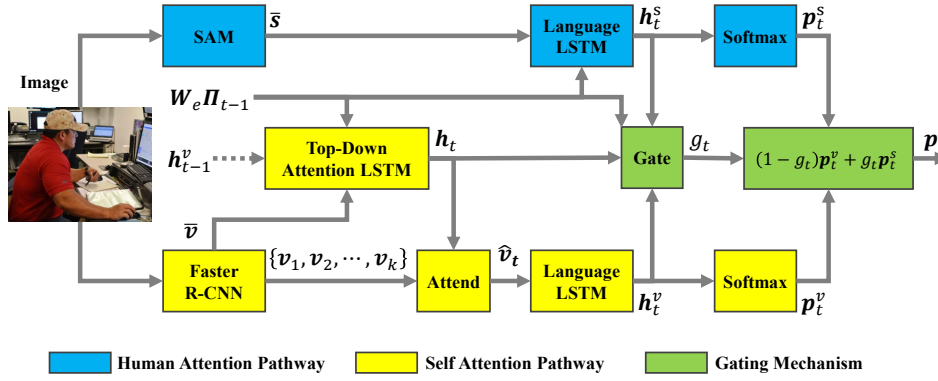 Image
SAM
s̄
Language
LSTM
h_t^s
Softmax
p_t^s
W_e Π_{t−1}
h_{t−1}^v
Top-Down
Attention LSTM
h_t
Gate
g_t
(1 − g_t)p_t^v + g_t p_t^s
p
v̄
Faster
R-CNN
{v_1, v_2, ⋯, v_k}
Attend
v̂_t
Language
LSTM
h_t^v
Softmax
p_t^v
Human Attention Pathway
Self Attention Pathway
Gating Mechanism